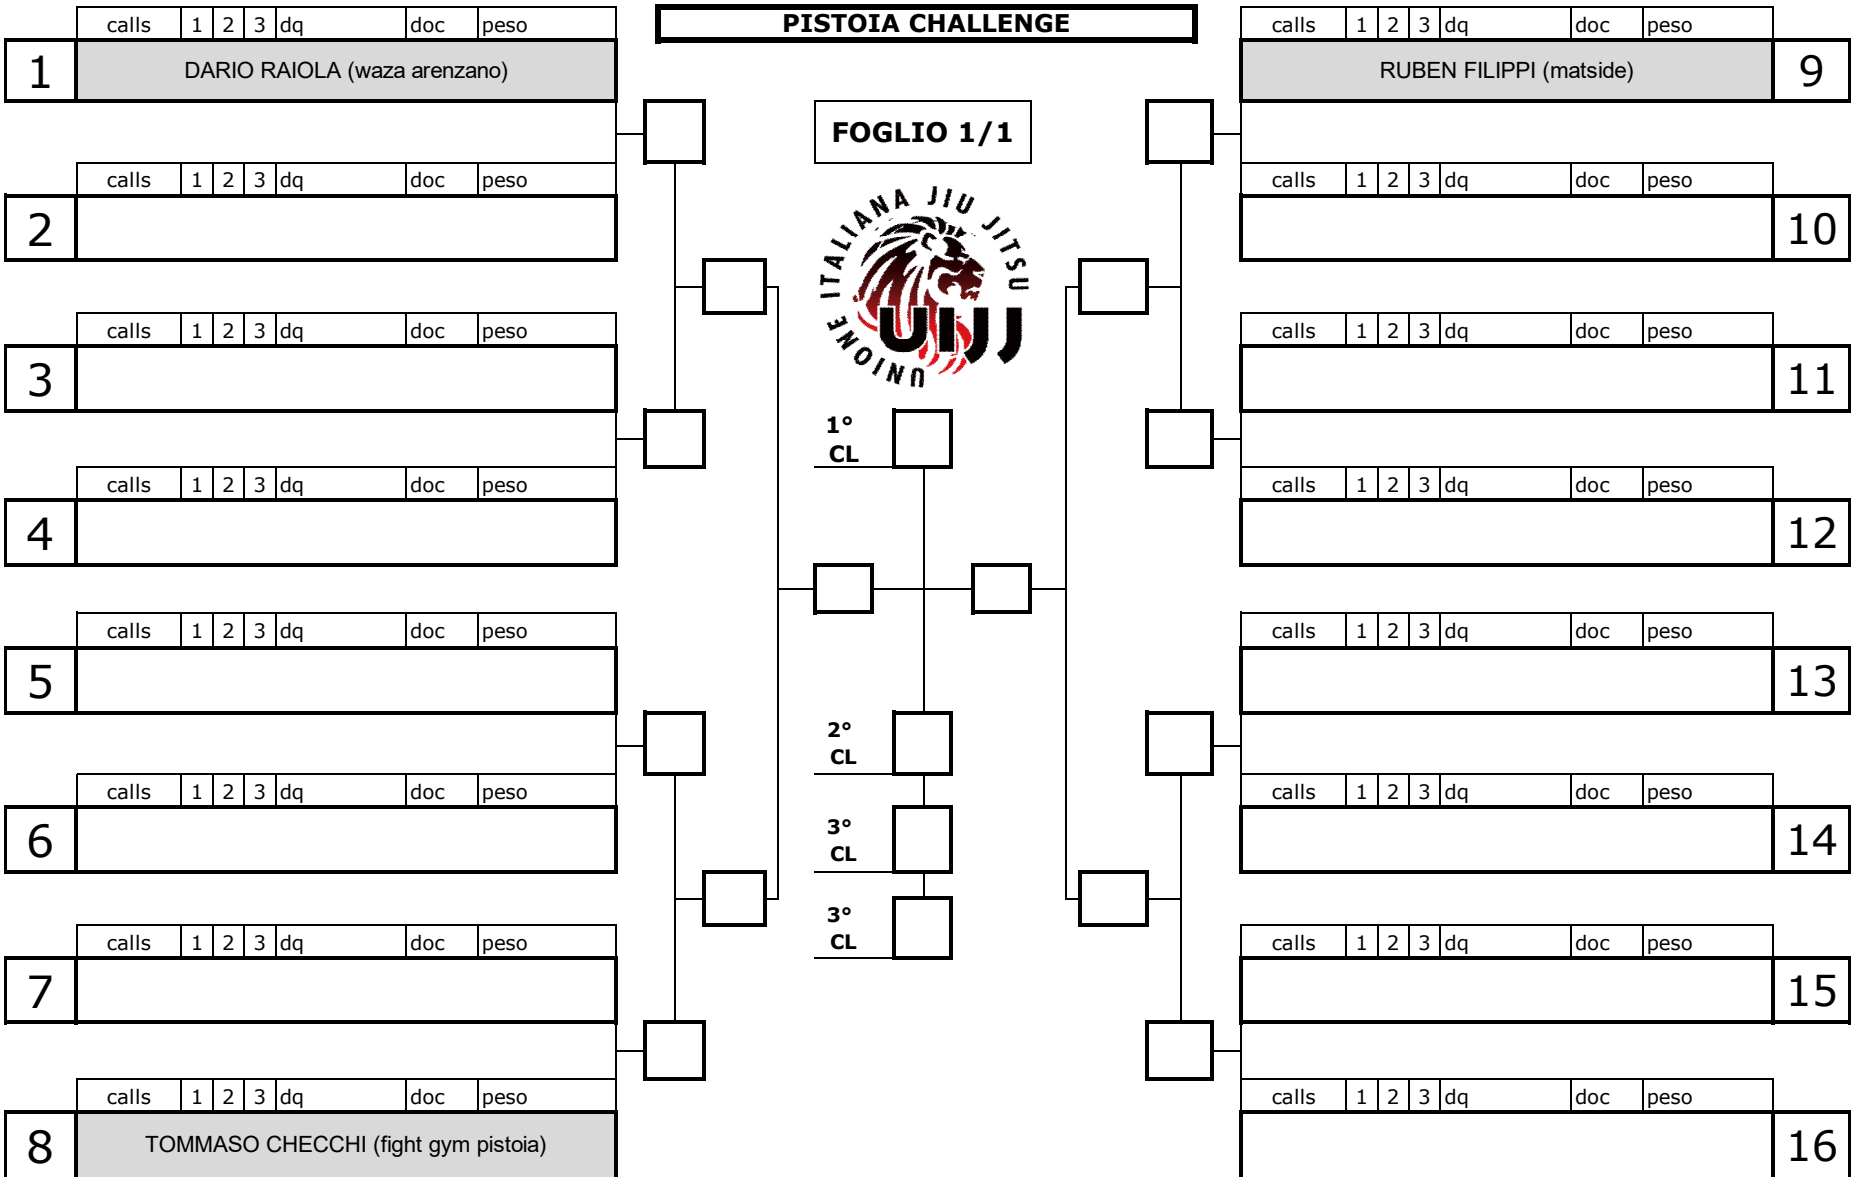 calls 1 2 3 dq doc peso
PISTOIA CHALLENGE
calls 1 2 3 dq doc peso
1 DARIO RAIOLA (waza arenzano)
RUBEN FILIPPI (matside) 9
FOGLIO 1/1
calls 1 2 3 dq doc peso
calls 1 2 3 dq doc peso
2
10
UNIONE ITALIANA JIU JITSU
UIJJ
calls 1 2 3 dq doc peso
calls 1 2 3 dq doc peso
3
11
1°
CL
calls 1 2 3 dq doc peso
calls 1 2 3 dq doc peso
4
12
calls 1 2 3 dq doc peso
calls 1 2 3 dq doc peso
5
13
2°
CL
calls 1 2 3 dq doc peso
calls 1 2 3 dq doc peso
6
14
3°
CL
3°
CL
calls 1 2 3 dq doc peso
calls 1 2 3 dq doc peso
7
15
calls 1 2 3 dq doc peso
calls 1 2 3 dq doc peso
8 TOMMASO CHECCHI (fight gym pistoia)
16